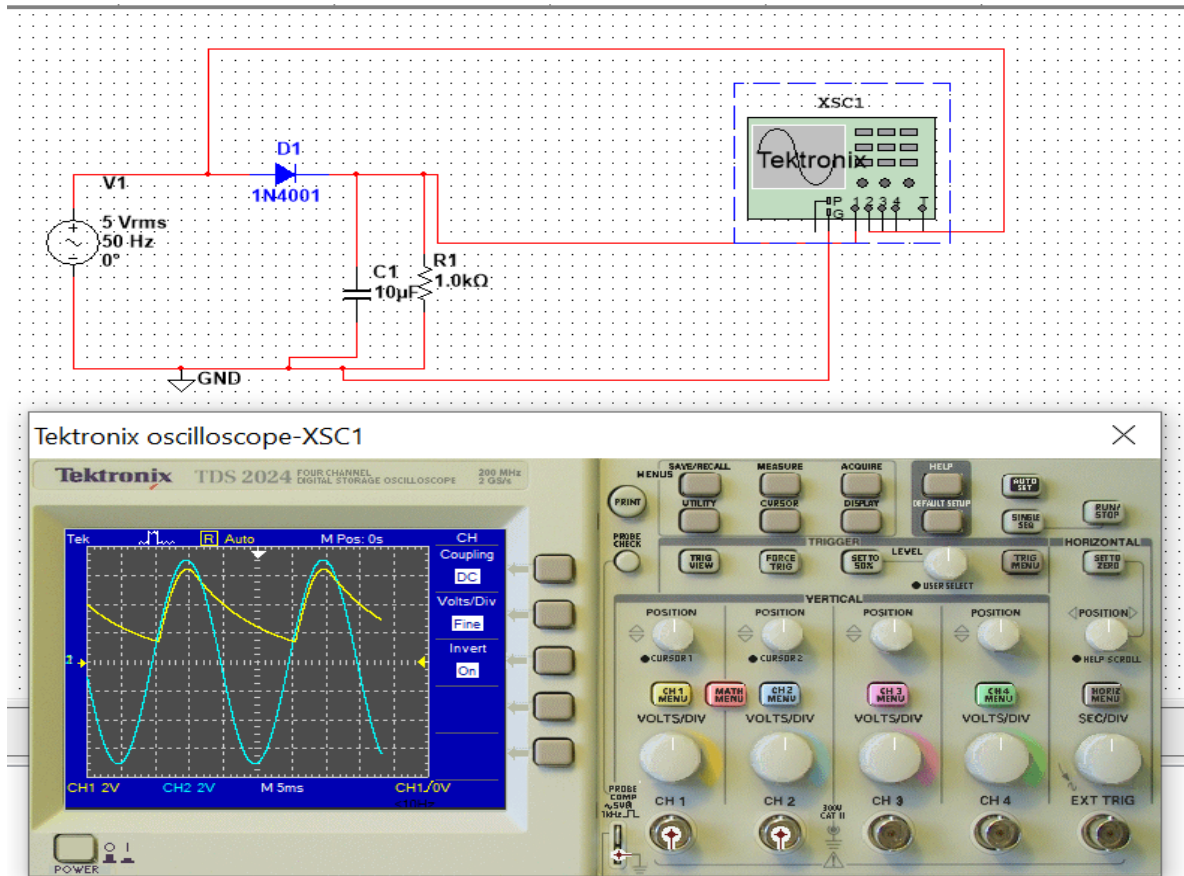 XSC1
Tektronix
P
G
1 2 3 4 T
D1
1N4001
V1
5 Vrms
50 Hz
0°
C1
10µF
R1
1.0kΩ
GND
Tektronix oscilloscope-XSC1
Tektronix TDS 2024 FOUR CHANNEL
DIGITAL STORAGE OSCILLOSCOPE
200 MHz
2 GS/s
Tek R Auto M Pos: 0s CH
Coupling
DC
Volts/Div
Fine
Invert
On
CH1 2V CH2 2V M 5ms CH1/0V
POWER
MENUS
SAVE/RECALL MEASURE ACQUIRE HELP
UTILITY CURSOR DISPLAY DEFAULT SETUP
PRINT
AUTO
SET
SINGLE
SEQ
RUN/
STOP
PROBE
CHECK
TRIGGER
TRIG
VIEW
FORCE
TRIG
SET TO
50%
LEVEL
USER SELECT
TRIG
MENU
HORIZONTAL
SET TO
ZERO
VERTICAL
POSITION POSITION POSITION POSITION POSITION
CURSOR 1 CURSOR 2 HELP SCROLL
CH 1
MENU
MATH
MENU
CH 2
MENU
CH 3
MENU
CH 4
MENU
HORIZ
MENU
VOLTS/DIV VOLTS/DIV VOLTS/DIV VOLTS/DIV SEC/DIV
PROBE
COMP
~5V@
1kHz
CH 1 CH 2 300V
CAT II
CH 3 CH 4 EXT TRIG